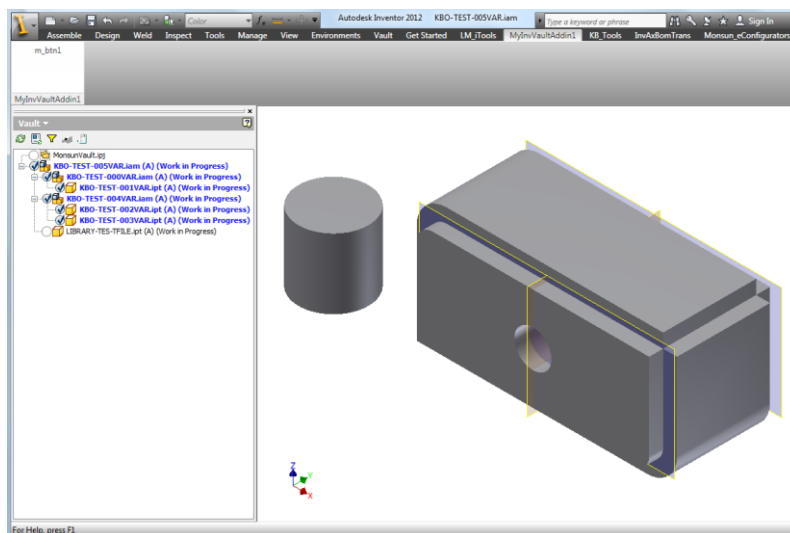 Color
Autodesk Inventor 2012 KBO-TEST-005VAR.iam
Type a keyword or phrase
Sign In
Assemble Design Weld Inspect Tools Manage View Environments Vault Get Started LM_iTools MyInvVaultAddin1 KB_Tools InvAxBomTrans Monsun_eConfigurators
m_btn1
MyInvVaultAddin1
Vault
MonsunVault.ipj
KBO-TEST-005VAR.iam (A) (Work in Progress)
KBO-TEST-000VAR.iam (A) (Work in Progress)
KBO-TEST-001VAR.ipt (A) (Work in Progress)
KBO-TEST-004VAR.iam (A) (Work in Progress)
KBO-TEST-002VAR.ipt (A) (Work in Progress)
KBO-TEST-003VAR.ipt (A) (Work in Progress)
LIBRARY-TES-TFILE.ipt (A) (Work in Progress)
Z
Y
X
For Help, press F1